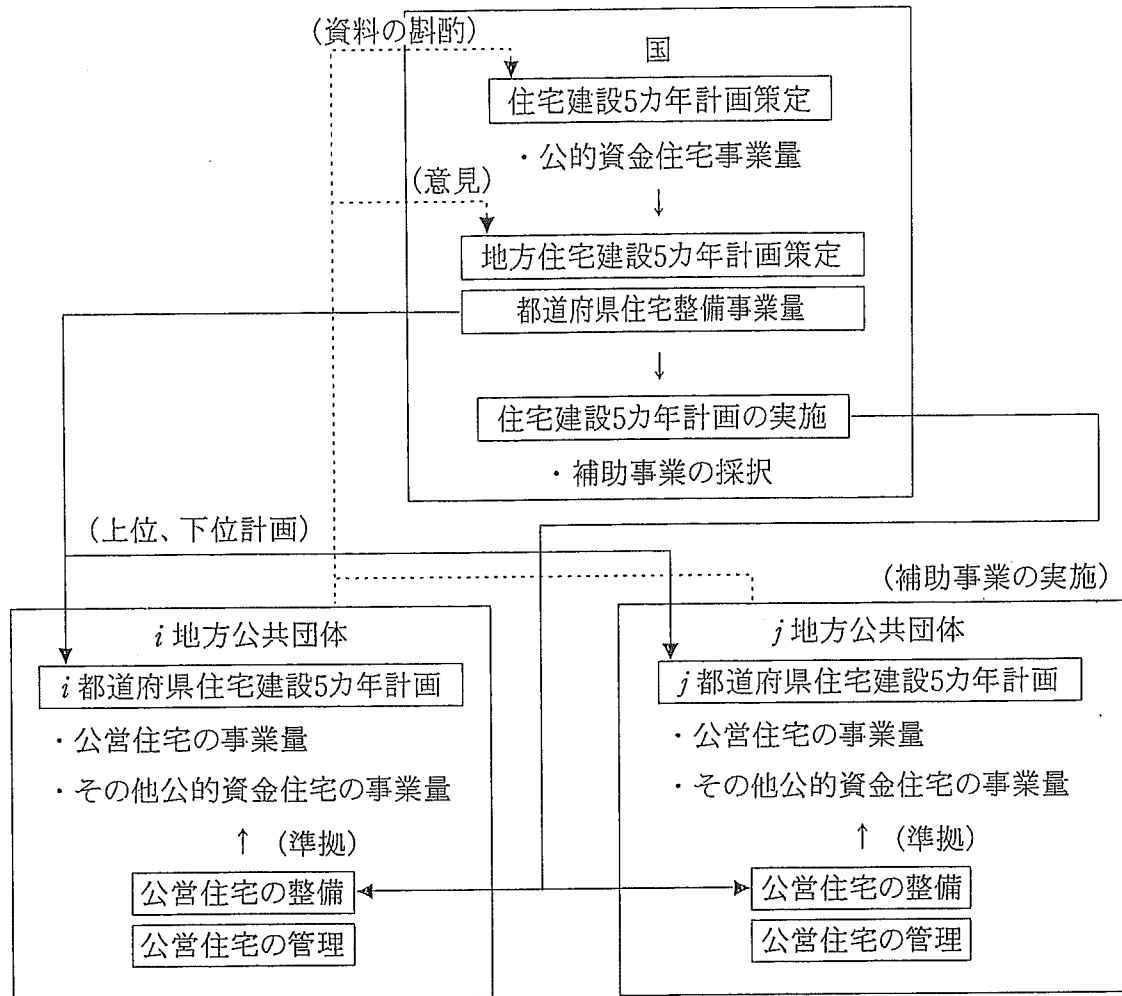 (資料の斟酌)
国
住宅建設5カ年計画策定
・公的資金住宅事業量
(意見)
↓
地方住宅建設5カ年計画策定
都道府県住宅整備事業量
↓
住宅建設5カ年計画の実施
・補助事業の採択
(上位、下位計画)
(補助事業の実施)
i 地方公共団体
i 都道府県住宅建設5カ年計画
・公営住宅の事業量
・その他公的資金住宅の事業量
↑ (準拠)
公営住宅の整備
公営住宅の管理
j 地方公共団体
j 都道府県住宅建設5カ年計画
・公営住宅の事業量
・その他公的資金住宅の事業量
↑ (準拠)
公営住宅の整備
公営住宅の管理